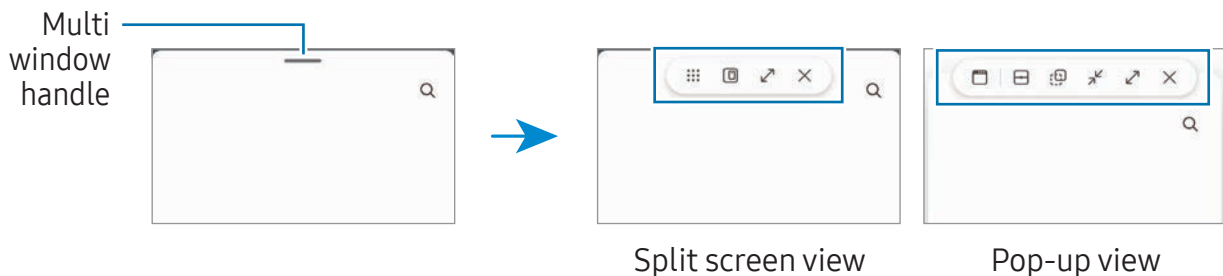 Multi
window
handle
Split screen view
Pop-up view